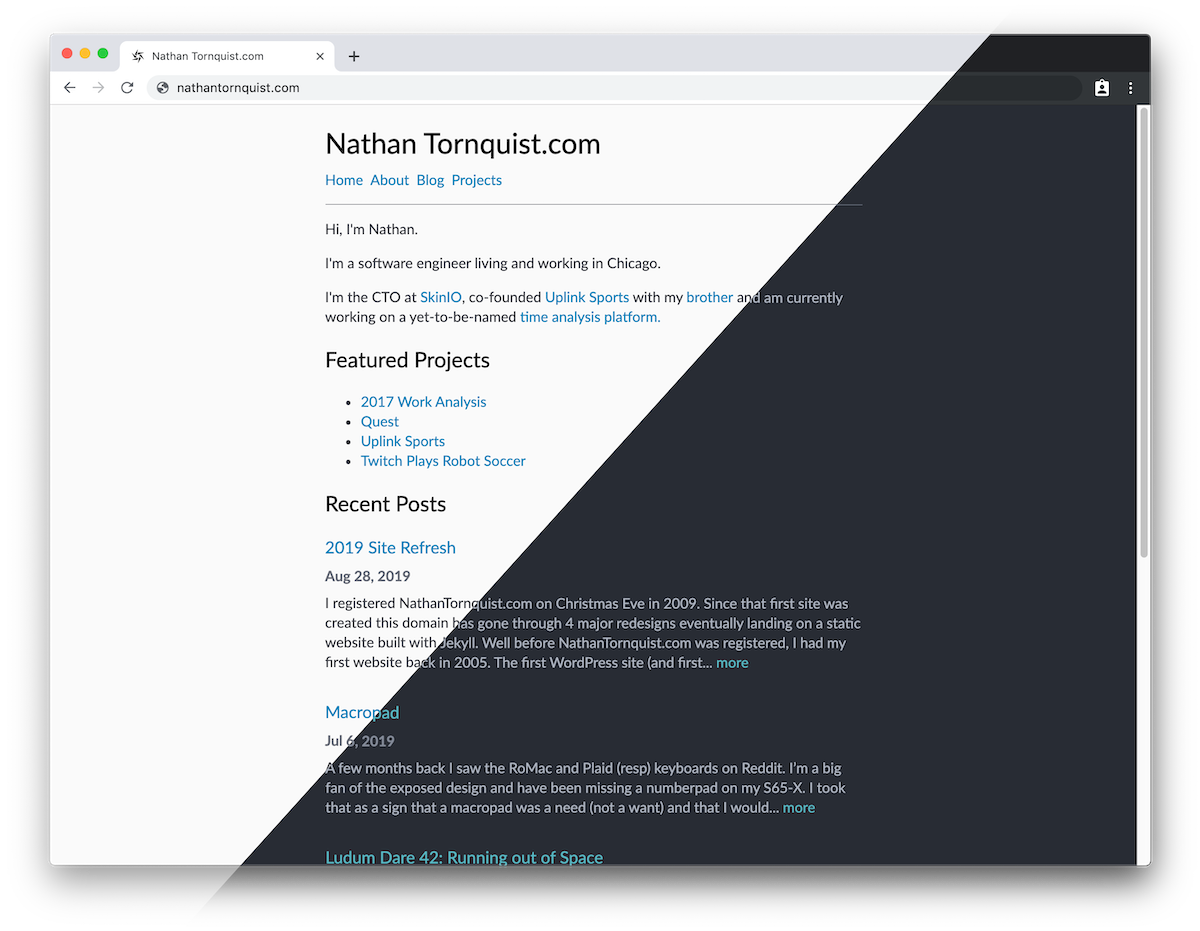 Nathan Tornquist.com
nathantornquist.com
Nathan Tornquist.com
Home About Blog Projects
Hi, I'm Nathan.
I'm a software engineer living and working in Chicago.
I'm the CTO at SkinIO, co-founded Uplink Sports with my brother and am currently
working on a yet-to-be-named time analysis platform.
Featured Projects
• 2017 Work Analysis
• Quest
• Uplink Sports
• Twitch Plays Robot Soccer
Recent Posts
2019 Site Refresh
Aug 28, 2019
I registered NathanTornquist.com on Christmas Eve in 2009. Since that first site was
created this domain has gone through 4 major redesigns eventually landing on a static
website built with Jekyll. Well before NathanTornquist.com was registered, I had my
first website back in 2005. The first WordPress site (and first... more
Macropad
Jul 6, 2019
A few months back I saw the RoMac and Plaid (resp) keyboards on Reddit. I'm a big
fan of the exposed design and have been missing a numberpad on my S65-X. I took
that as a sign that a macropad was a need (not a want) and that I would... more
Ludum Dare 42: Running out of Space